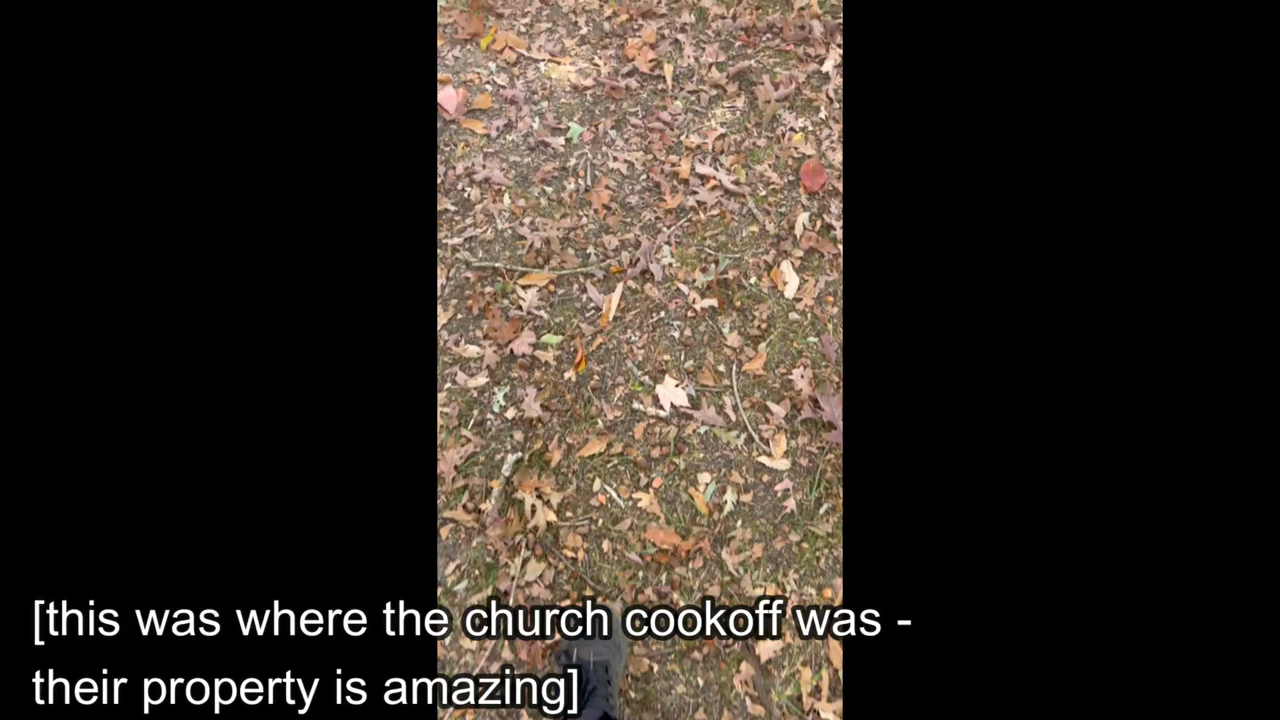 [this was where the church cookoff was -
their property is amazing]